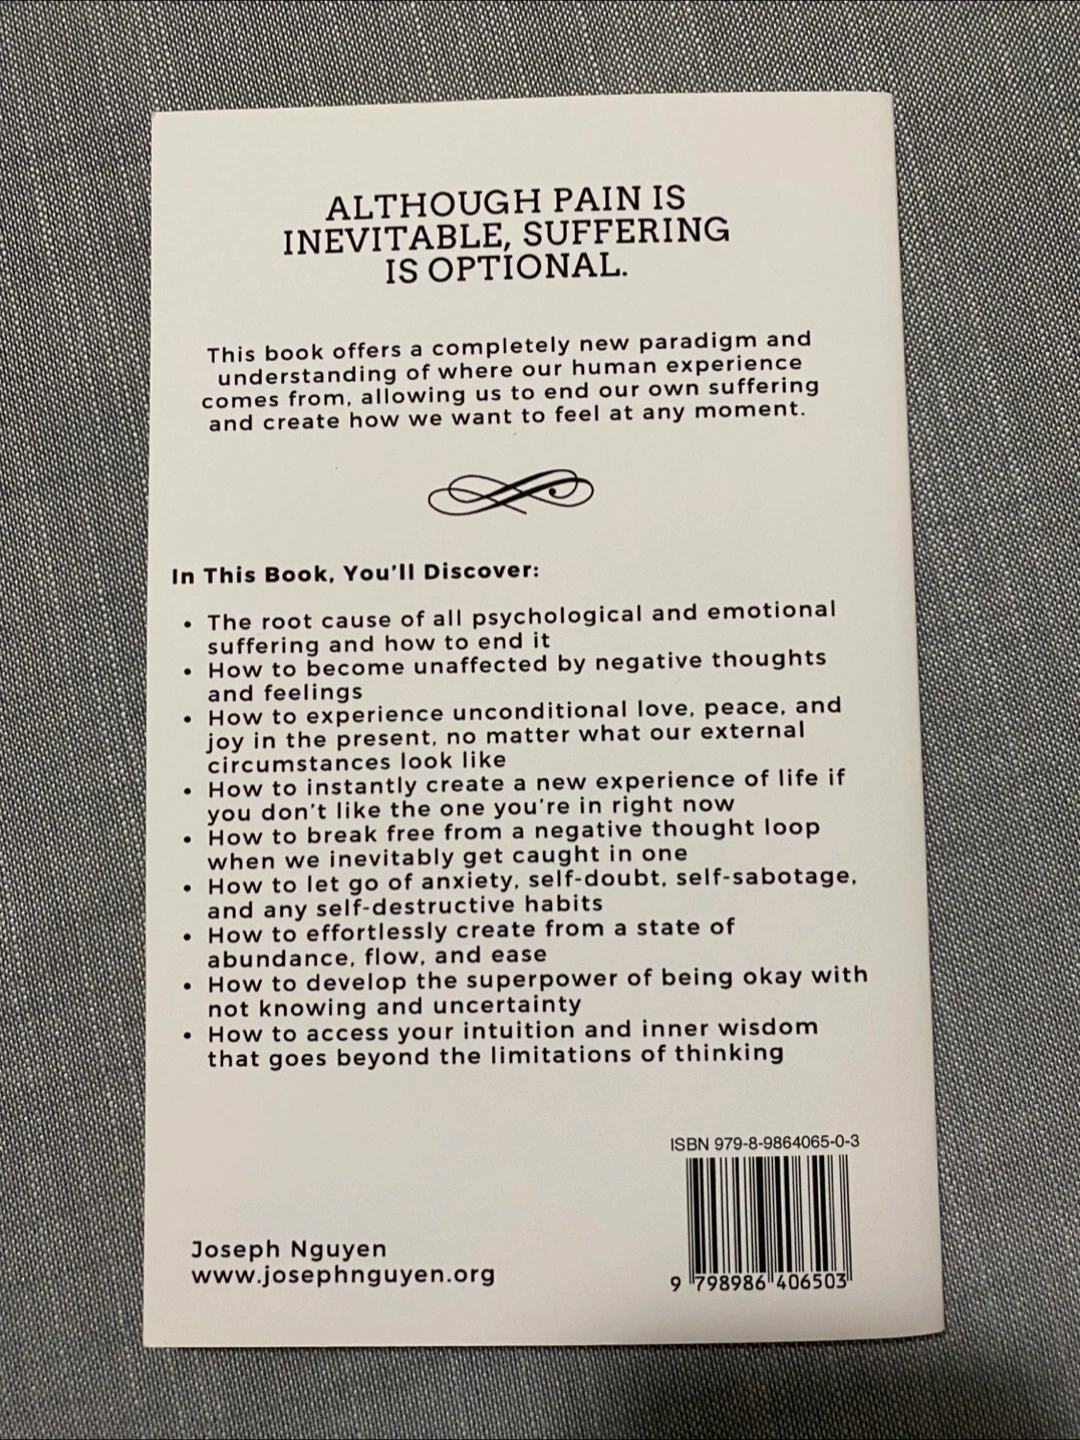 ALTHOUGH PAIN IS
INEVITABLE, SUFFERING
IS OPTIONAL.
This book offers a completely new paradigm and
understanding of where our human experience
comes from, allowing us to end our own suffering
and create how we want to feel at any moment.
In This Book, You'll Discover:
• The root cause of all psychological and emotional
suffering and how to end it
• How to become unaffected by negative thoughts
and feelings
• How to experience unconditional love, peace, and
joy in the present, no matter what our external
circumstances look like
• How to instantly create a new experience of life if
you don't like the one you're in right now
• How to break free from a negative thought loop
when we inevitably get caught in one
• How to let go of anxiety, self-doubt, self-sabotage,
and any self-destructive habits
• How to effortlessly create from a state of
abundance, flow, and ease
• How to develop the superpower of being okay with
not knowing and uncertainty
• How to access your intuition and inner wisdom
that goes beyond the limitations of thinking
ISBN 979-8-9864065-0-3
9 798986 406503
Joseph Nguyen
www.josephnguyen.org